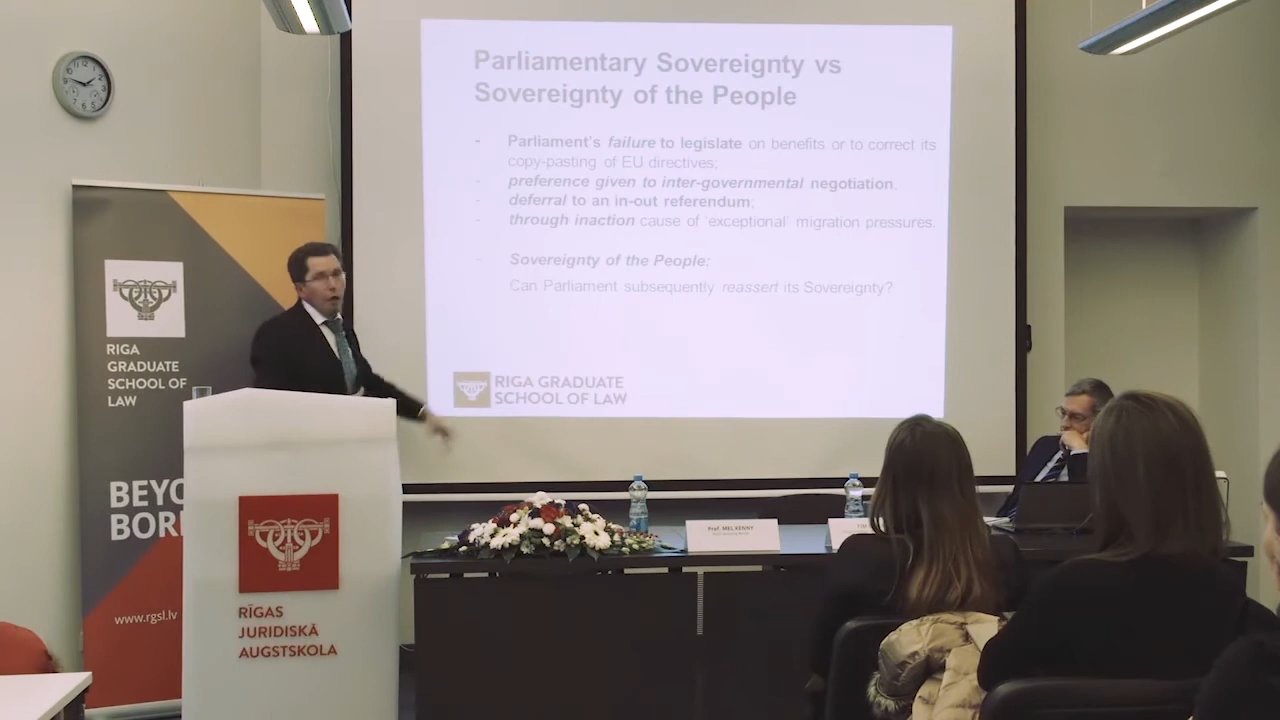 Parliamentary Sovereignty vs
Sovereignty of the People
- Parliament's failure to legislate on benefits or to correct its
copy-pasting of EU directives;
- preference given to inter-governmental negotiation.
- deferral to an in-out referendum;
- through inaction cause of 'exceptional' migration pressures.
- Sovereignty of the People:
Can Parliament subsequently reassert its Sovereignty?
RIGA GRADUATE
SCHOOL OF LAW
RIGA
GRADUATE
SCHOOL OF
LAW
BEYO
BOR
www.rgsl.lv
RĪGAS
JURIDISKĀ
AUGSTSKOLA
Prof. MEL KENNY